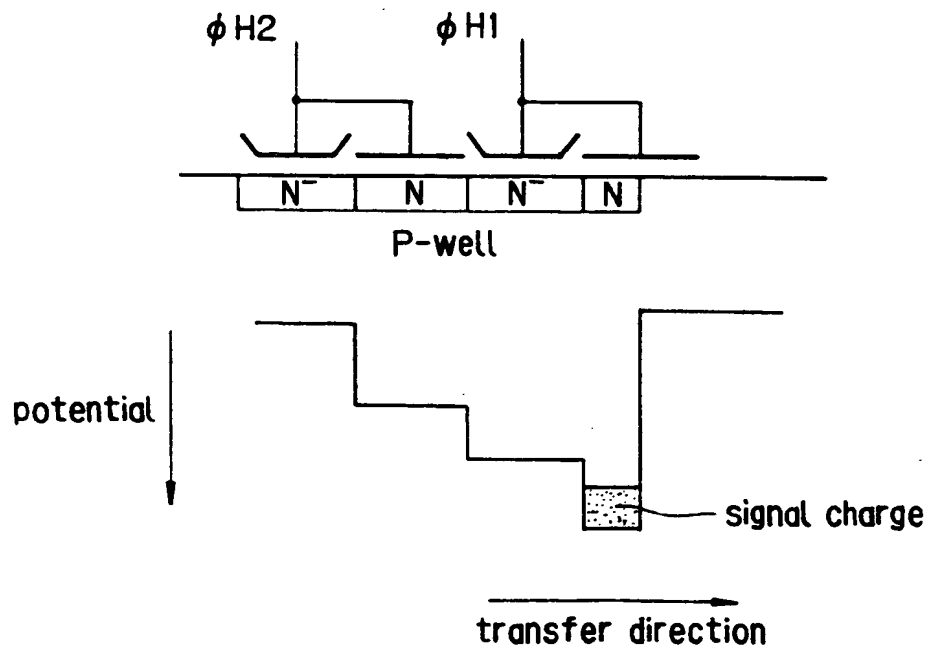 ϕH2 ϕH1
N⁻ N N⁻ N
P-well
potential
signal charge
transfer direction